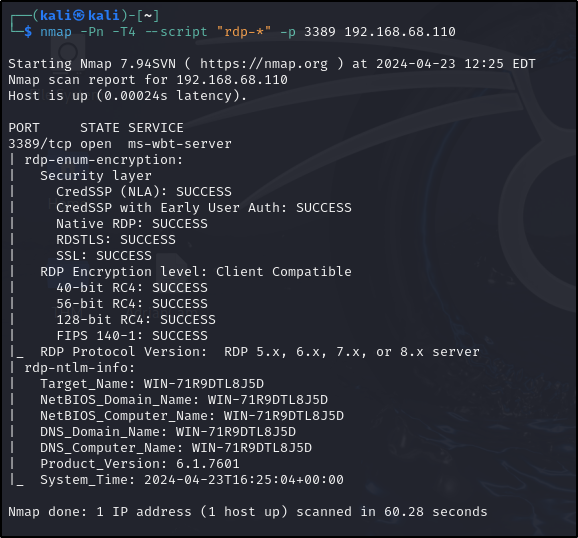 ┌──(kali㉿kali)-[~]
└─$ nmap -Pn -T4 --script "rdp-*" -p 3389 192.168.68.110
Starting Nmap 7.94SVN ( https://nmap.org ) at 2024-04-23 12:25 EDT
Nmap scan report for 192.168.68.110
Host is up (0.00024s latency).
PORT     STATE SERVICE
3389/tcp open  ms-wbt-server
| rdp-enum-encryption:
|   Security layer
|     CredSSP (NLA): SUCCESS
|     CredSSP with Early User Auth: SUCCESS
|     Native RDP: SUCCESS
|     RDSTLS: SUCCESS
|     SSL: SUCCESS
|   RDP Encryption level: Client Compatible
|     40-bit RC4: SUCCESS
|     56-bit RC4: SUCCESS
|     128-bit RC4: SUCCESS
|     FIPS 140-1: SUCCESS
|_  RDP Protocol Version:  RDP 5.x, 6.x, 7.x, or 8.x server
| rdp-ntlm-info:
|   Target_Name: WIN-71R9DTL8J5D
|   NetBIOS_Domain_Name: WIN-71R9DTL8J5D
|   NetBIOS_Computer_Name: WIN-71R9DTL8J5D
|   DNS_Domain_Name: WIN-71R9DTL8J5D
|   DNS_Computer_Name: WIN-71R9DTL8J5D
|   Product_Version: 6.1.7601
|_  System_Time: 2024-04-23T16:25:04+00:00
Nmap done: 1 IP address (1 host up) scanned in 60.28 seconds